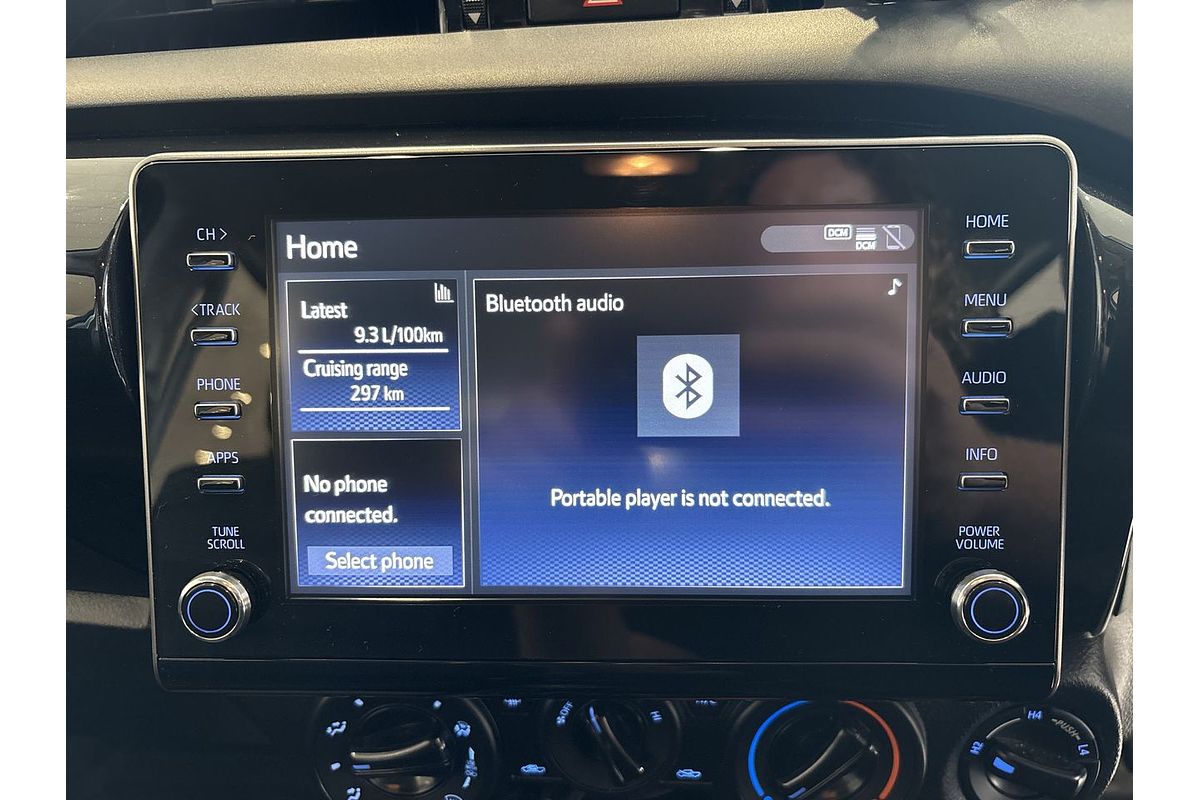 CH >
<TRACK
PHONE
APPS
TUNE
SCROLL
Home
DCM
DCM
Latest
9.3 L/100km
Cruising range
297 km
No phone
connected.
Select phone
Bluetooth audio
Portable player is not connected.
HOME
MENU
AUDIO
INFO
POWER
VOLUME
OFF
HI
H2
H4
PUSH
L4